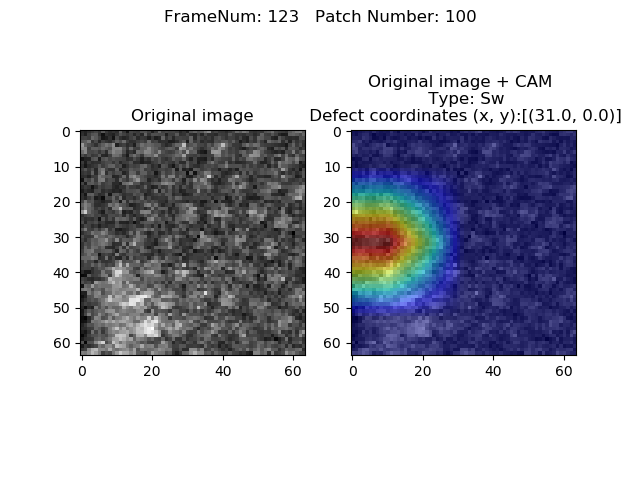 FrameNum: 123   Patch Number: 100
Original image
Original image + CAM
Type: Sw
Defect coordinates (x, y):[(31.0, 0.0)]
0
10
20
30
40
50
60
0 20 40 60
0
10
20
30
40
50
60
0 20 40 60